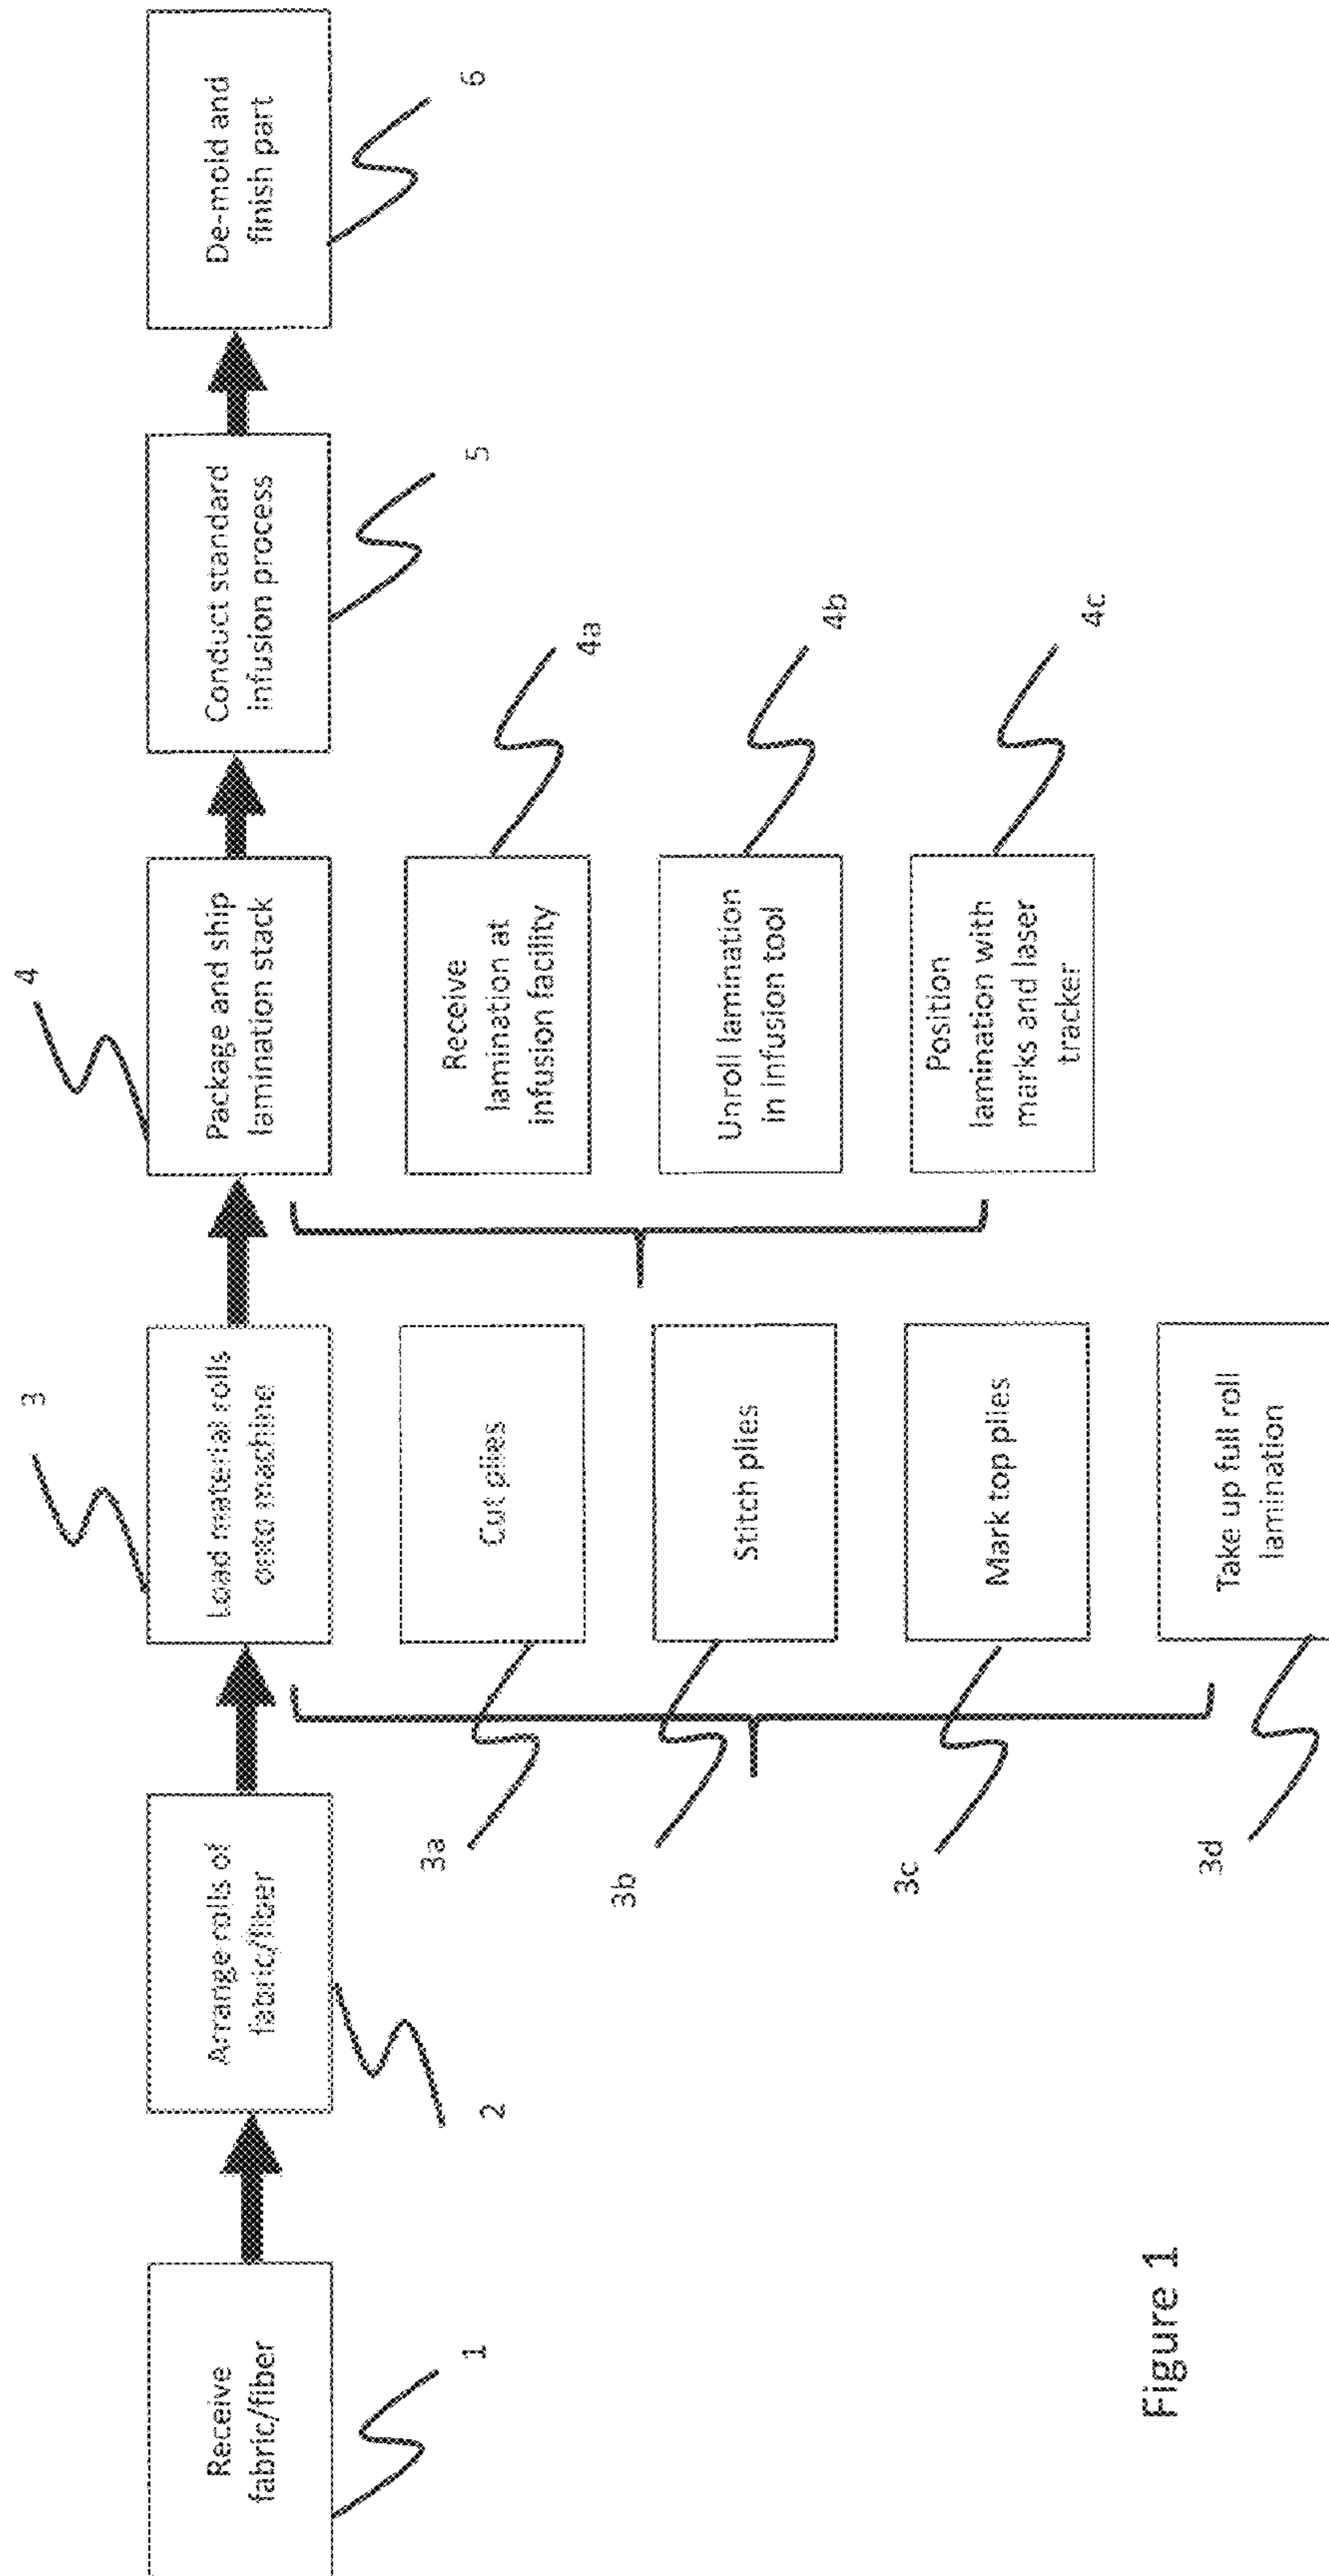 Receive
fabric/fiber
1
Arrange rolls of
fabric/fiber
2
Load material rolls
onto machine
3
Cut plies
3a
Stitch plies
3b
Mark top plies
3c
Take up full roll
lamination
3d
Package and ship
lamination stack
4
Receive
lamination at
infusion facility
4a
Unroll lamination
in infusion tool
4b
Position
lamination with
marks and laser
tracker
4c
Conduct standard
infusion process
5
De-mold and
finish part
6
Figure 1